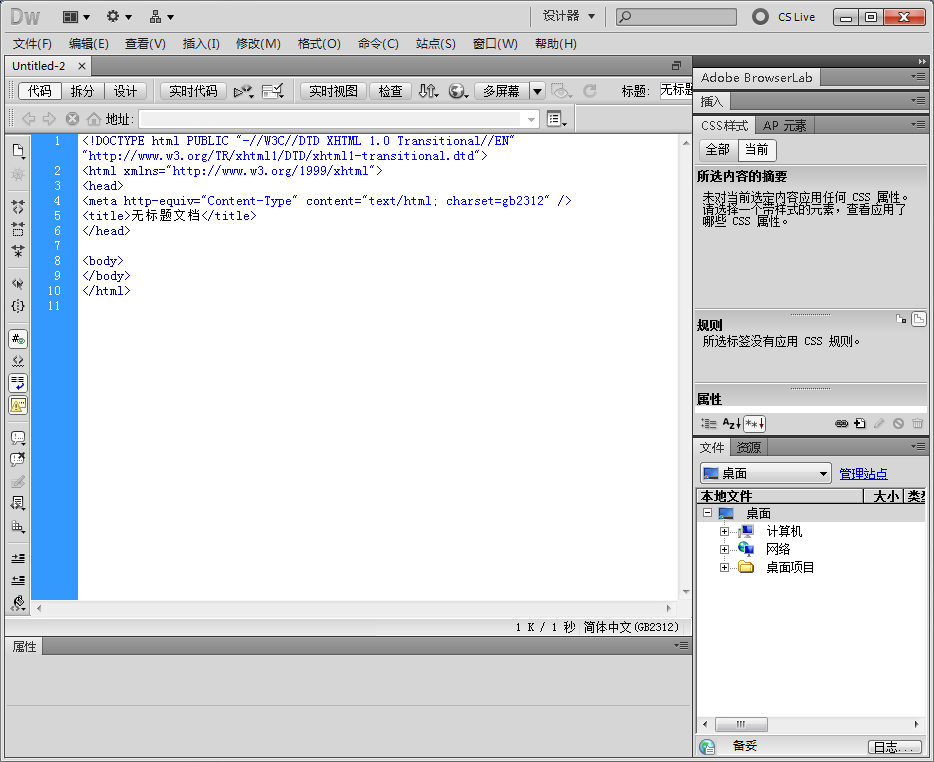 Dw 设计器 CS Live
文件(F) 编辑(E) 查看(V) 插入(I) 修改(M) 格式(O) 命令(C) 站点(S) 窗口(W) 帮助(H)
Untitled-2 ×
代码 拆分 设计 实时代码 实时视图 检查 多屏幕 标题: 无标题
地址:
1 <!DOCTYPE html PUBLIC "-//W3C//DTD XHTML 1.0 Transitional//EN"
"http://www.w3.org/TR/xhtml1/DTD/xhtml1-transitional.dtd">
2 <html xmlns="http://www.w3.org/1999/xhtml">
3 <head>
4 <meta http-equiv="Content-Type" content="text/html; charset=gb2312" />
5 <title>无标题文档</title>
6 </head>
7
8 <body>
9 </body>
10 </html>
11
1 K / 1 秒 简体中文(GB2312)
属性
Adobe BrowserLab
插入
CSS样式 AP 元素
全部 当前
所选内容的摘要
未对当前选定内容应用任何 CSS 属性。
请选择一个带样式的元素，查看应用了
哪些 CSS 属性。
规则
所选标签没有应用 CSS 规则。
属性
文件 资源
桌面 管理站点
本地文件 大小 类型
桌面
计算机
网络
桌面项目
备妥 日志...